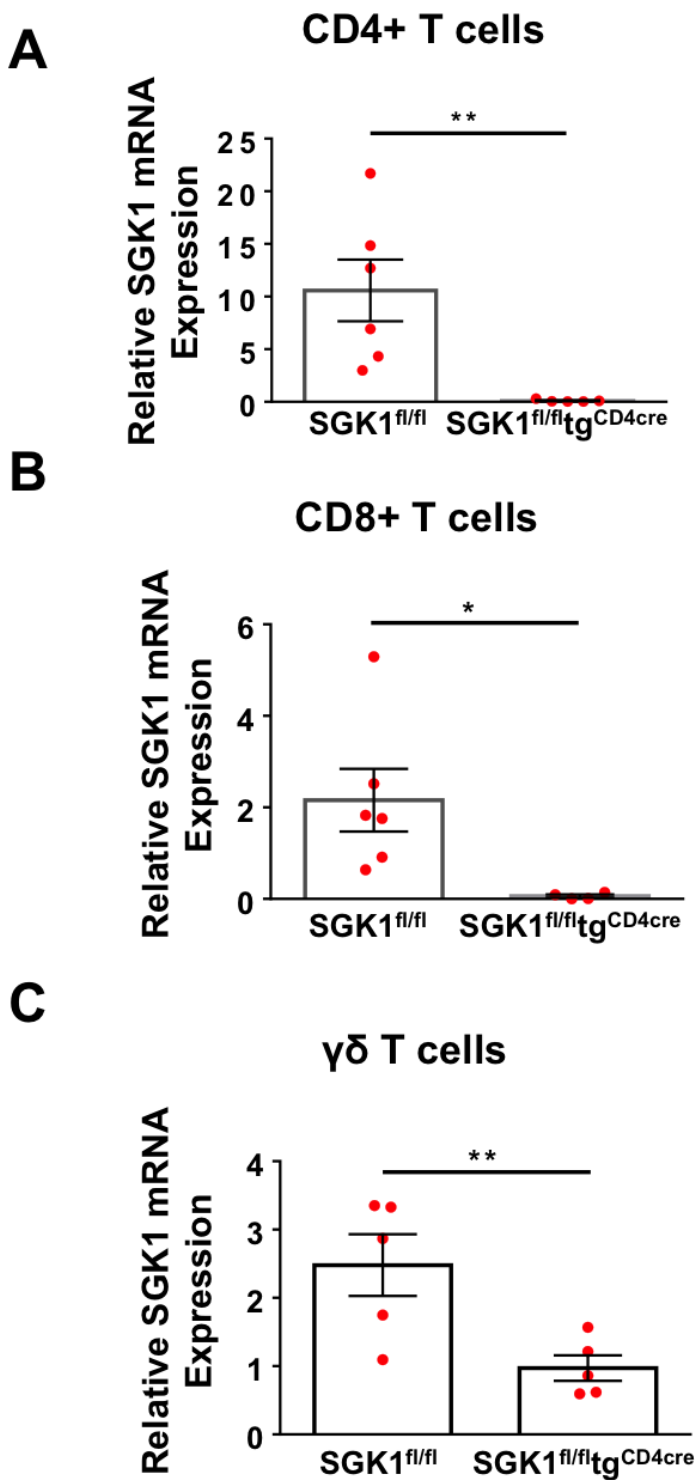 A
CD4+ T cells
Relative SGK1 mRNA
Expression
**
25
20
15
10
5
0
SGK1fl/fl
SGK1fl/fltgCD4cre
B
CD8+ T cells
Relative SGK1 mRNA
Expression
*
6
4
2
0
SGK1fl/fl
SGK1fl/fltgCD4cre
C
γδ T cells
Relative SGK1 mRNA
Expression
**
4
3
2
1
0
SGK1fl/fl
SGK1fl/fltgCD4cre